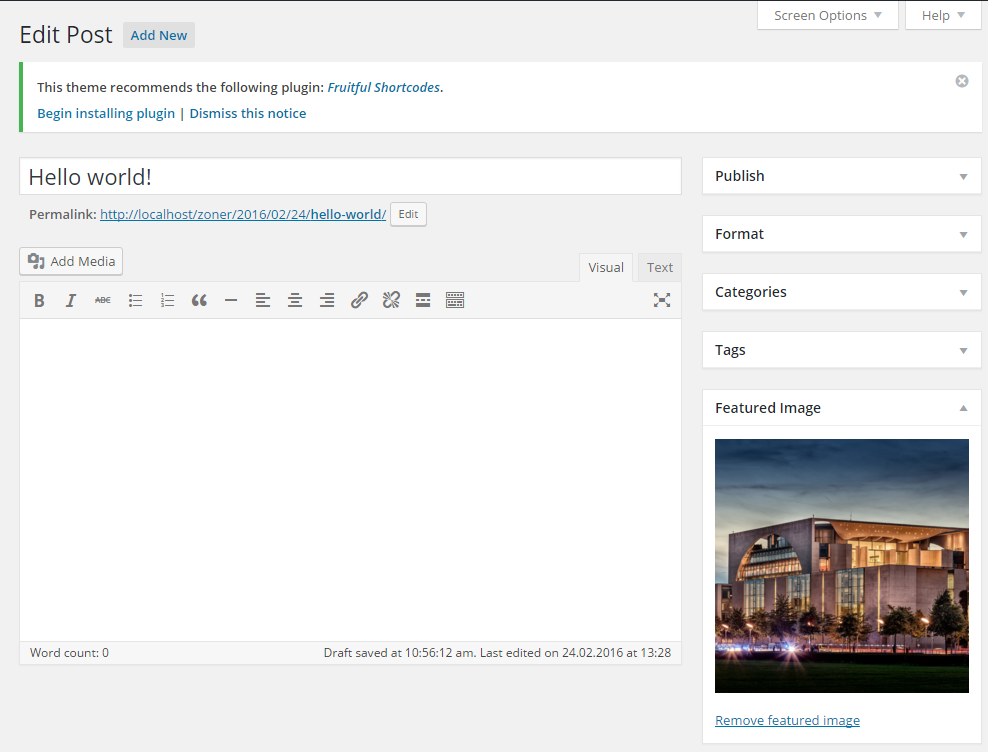 Screen Options
Help
Edit Post Add New
This theme recommends the following plugin: Fruitful Shortcodes.
Begin installing plugin | Dismiss this notice
Hello world!
Permalink: http://localhost/zoner/2016/02/24/hello-world/ Edit
Add Media
Visual
Text
B I ABC
Word count: 0
Draft saved at 10:56:12 am. Last edited on 24.02.2016 at 13:28
Publish
Format
Categories
Tags
Featured Image
Remove featured image